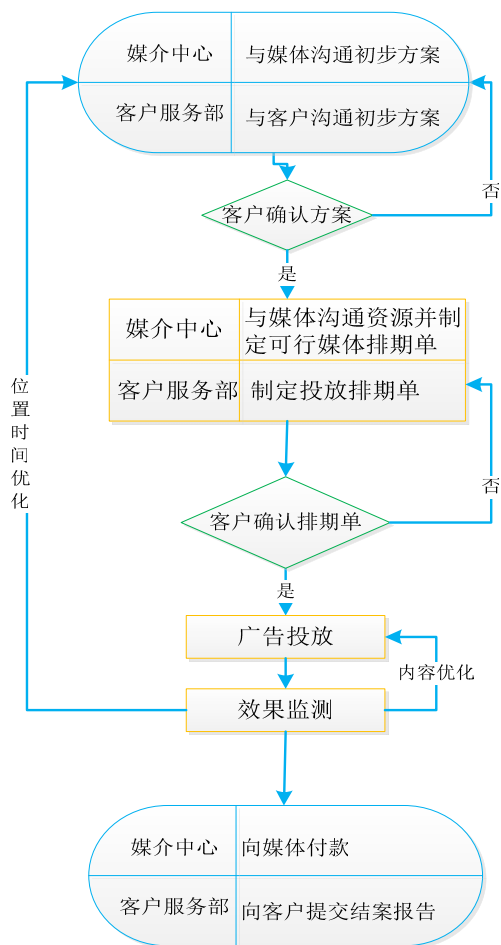 媒介中心 与媒体沟通初步方案
客户服务部 与客户沟通初步方案
客户确认方案
否
是
媒介中心 与媒体沟通资源并制
定可行媒体排期单
客户服务部 制定投放排期单
位置时间优化
否
客户确认排期单
是
广告投放
内容优化
效果监测
媒介中心 向媒体付款
客户服务部 向客户提交结案报告